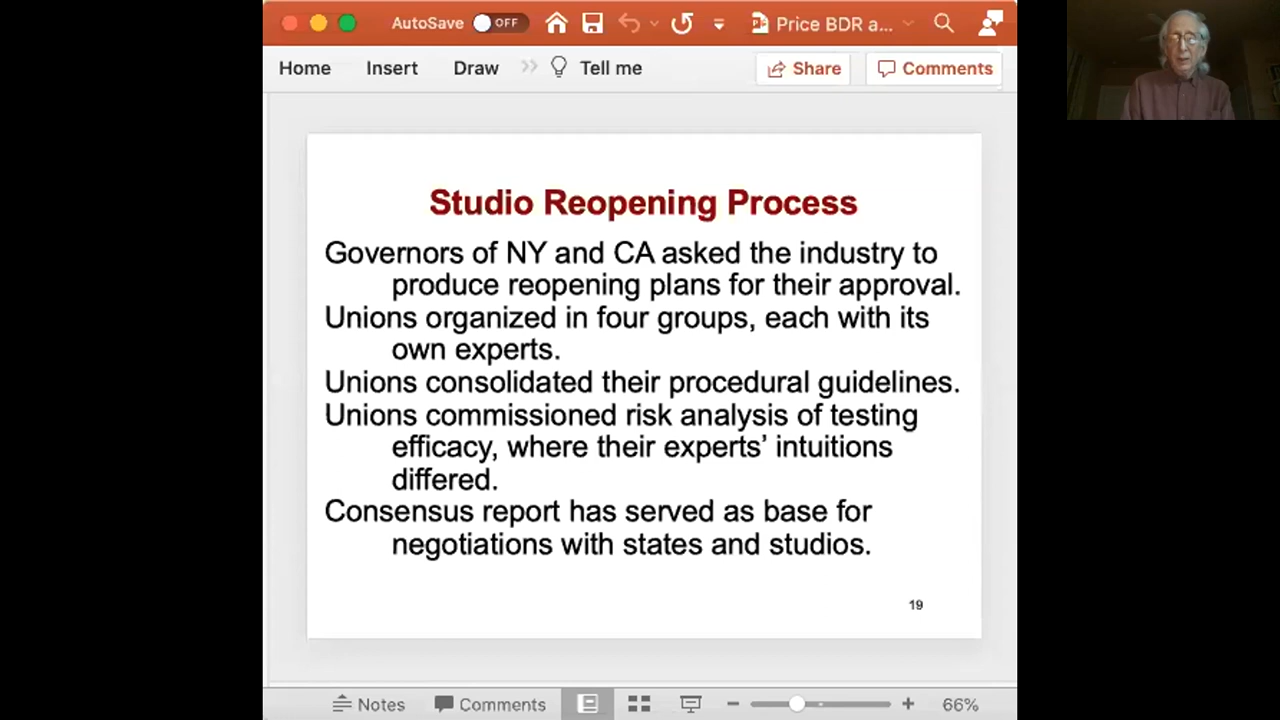 AutoSave OFF Price BDR a...
Home Insert Draw Tell me Share Comments
Studio Reopening Process
Governors of NY and CA asked the industry to
produce reopening plans for their approval.
Unions organized in four groups, each with its
own experts.
Unions consolidated their procedural guidelines.
Unions commissioned risk analysis of testing
efficacy, where their experts’ intuitions
differed.
Consensus report has served as base for
negotiations with states and studios.
19
Notes Comments 66%